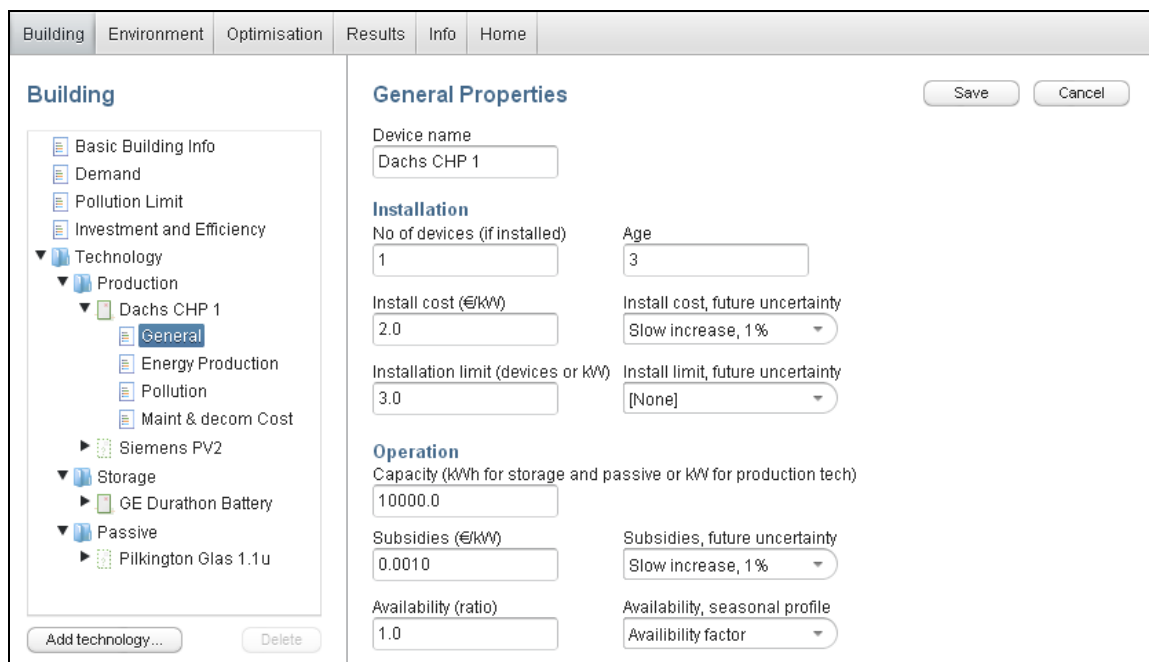 Building Environment Optimisation Results Info Home
Building
Basic Building Info
Demand
Pollution Limit
Investment and Efficiency
Technology
Production
Dachs CHP 1
General
Energy Production
Pollution
Maint & decom Cost
Siemens PV2
Storage
GE Durathon Battery
Passive
Pilkington Glas 1.1u
Add technology... Delete
General Properties Save Cancel
Device name
Dachs CHP 1
Installation
No of devices (if installed) Age
1 3
Install cost (€/kW) Install cost, future uncertainty
2.0 Slow increase, 1%
Installation limit (devices or kW) Install limit, future uncertainty
3.0 [None]
Operation
Capacity (kWh for storage and passive or kW for production tech)
10000.0
Subsidies (€/kW) Subsidies, future uncertainty
0.0010 Slow increase, 1%
Availability (ratio) Availability, seasonal profile
1.0 Availibility factor